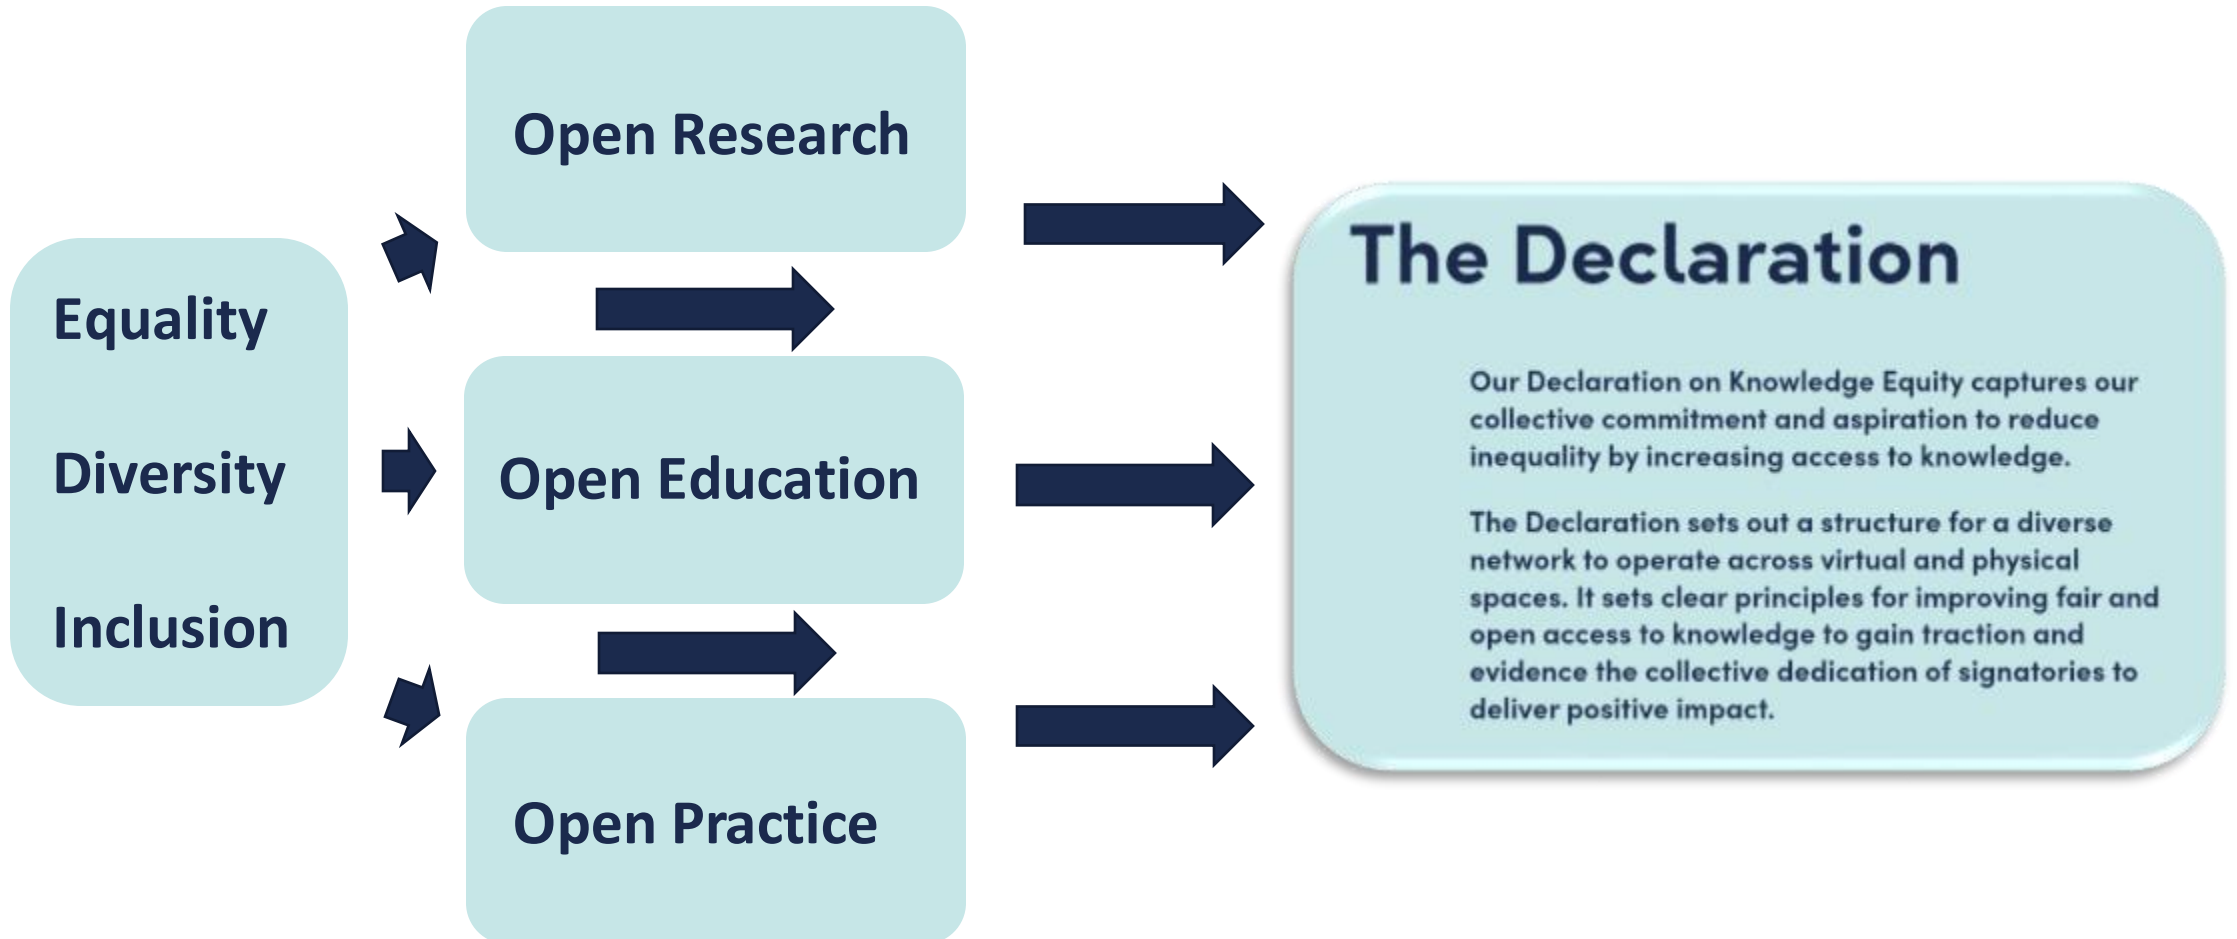 Equality
Diversity
Inclusion
Open Research
Open Education
Open Practice
The Declaration
Our Declaration on Knowledge Equity captures our
collective commitment and aspiration to reduce
inequality by increasing access to knowledge.
The Declaration sets out a structure for a diverse
network to operate across virtual and physical
spaces. It sets clear principles for improving fair and
open access to knowledge to gain traction and
evidence the collective dedication of signatories to
deliver positive impact.